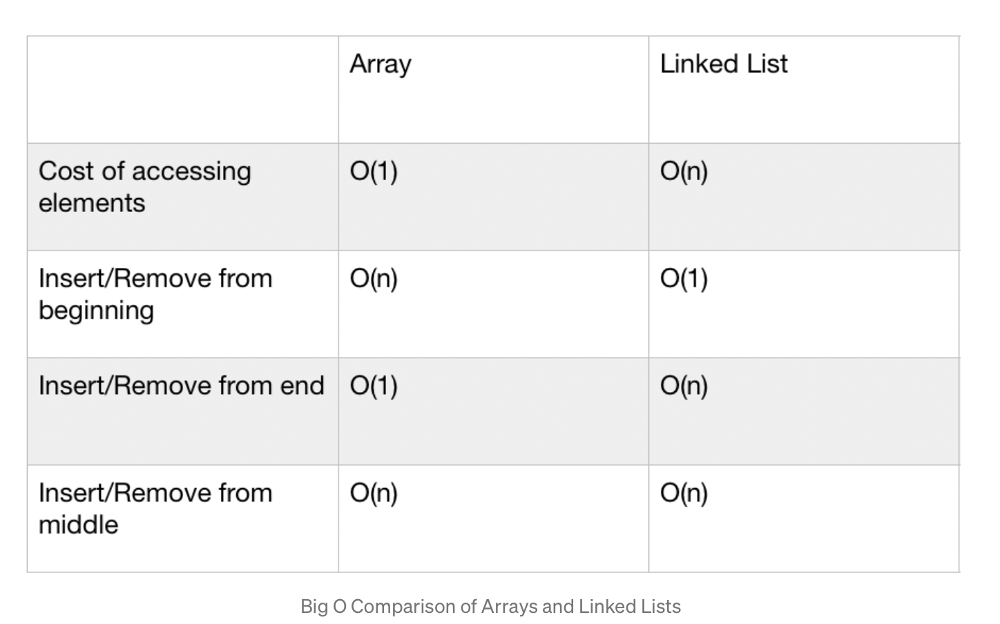 Array
Linked List
Cost of accessing
elements
O(1)
O(n)
Insert/Remove from
beginning
O(n)
O(1)
Insert/Remove from end
O(1)
O(n)
Insert/Remove from
middle
O(n)
O(n)
Big O Comparison of Arrays and Linked Lists